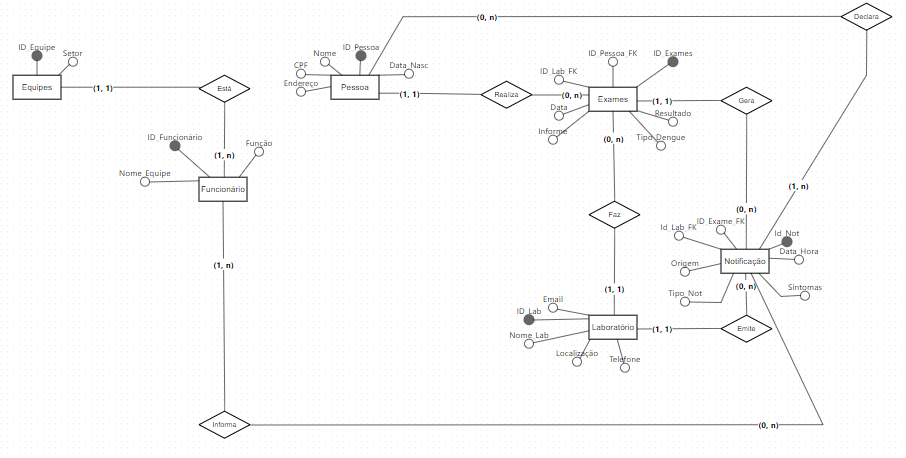 (0, n)
Declara
ID_Equipe
Setor
Equipes
(1, 1)
Está
Nome
ID_Pessoa
CPF
Data_Nasc
Endereço
Pessoa
(1, 1)
Realiza
(0, n)
ID_Pessoa_FK
ID_Exames
ID_Lab_FK
Exames
(1, 1)
Gera
Data
Resultado
Informe
Tipo_Dengue
(0, n)
ID_Funcionário
Função
(1, n)
Nome_Equipe
Funcionário
(1, n)
Faz
(0, n)
(1, n)
Id_Lab_FK
ID_Exame_FK
Id_Not
Data_Hora
Notificação
Origem
Tipo_Not
(0, n)
Sintomas
(1, 1)
Email
ID_Lab
Laboratório
(1, 1)
Emite
Nome_Lab
Localização
Telefone
Informa
(0, n)